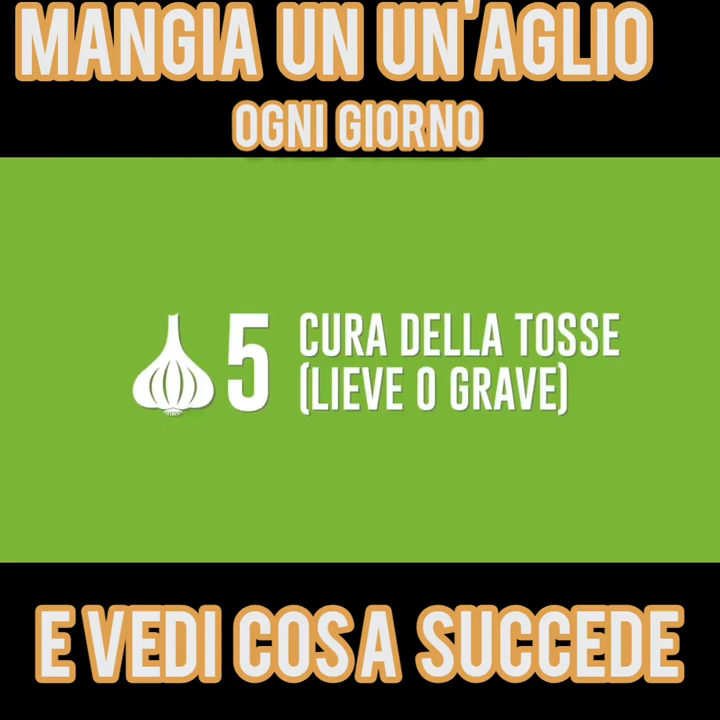 MANGIA UN UN'AGLIO
OGNI GIORNO
5 CURA DELLA TOSSE
(LIEVE O GRAVE)
E VEDI COSA SUCCEDE